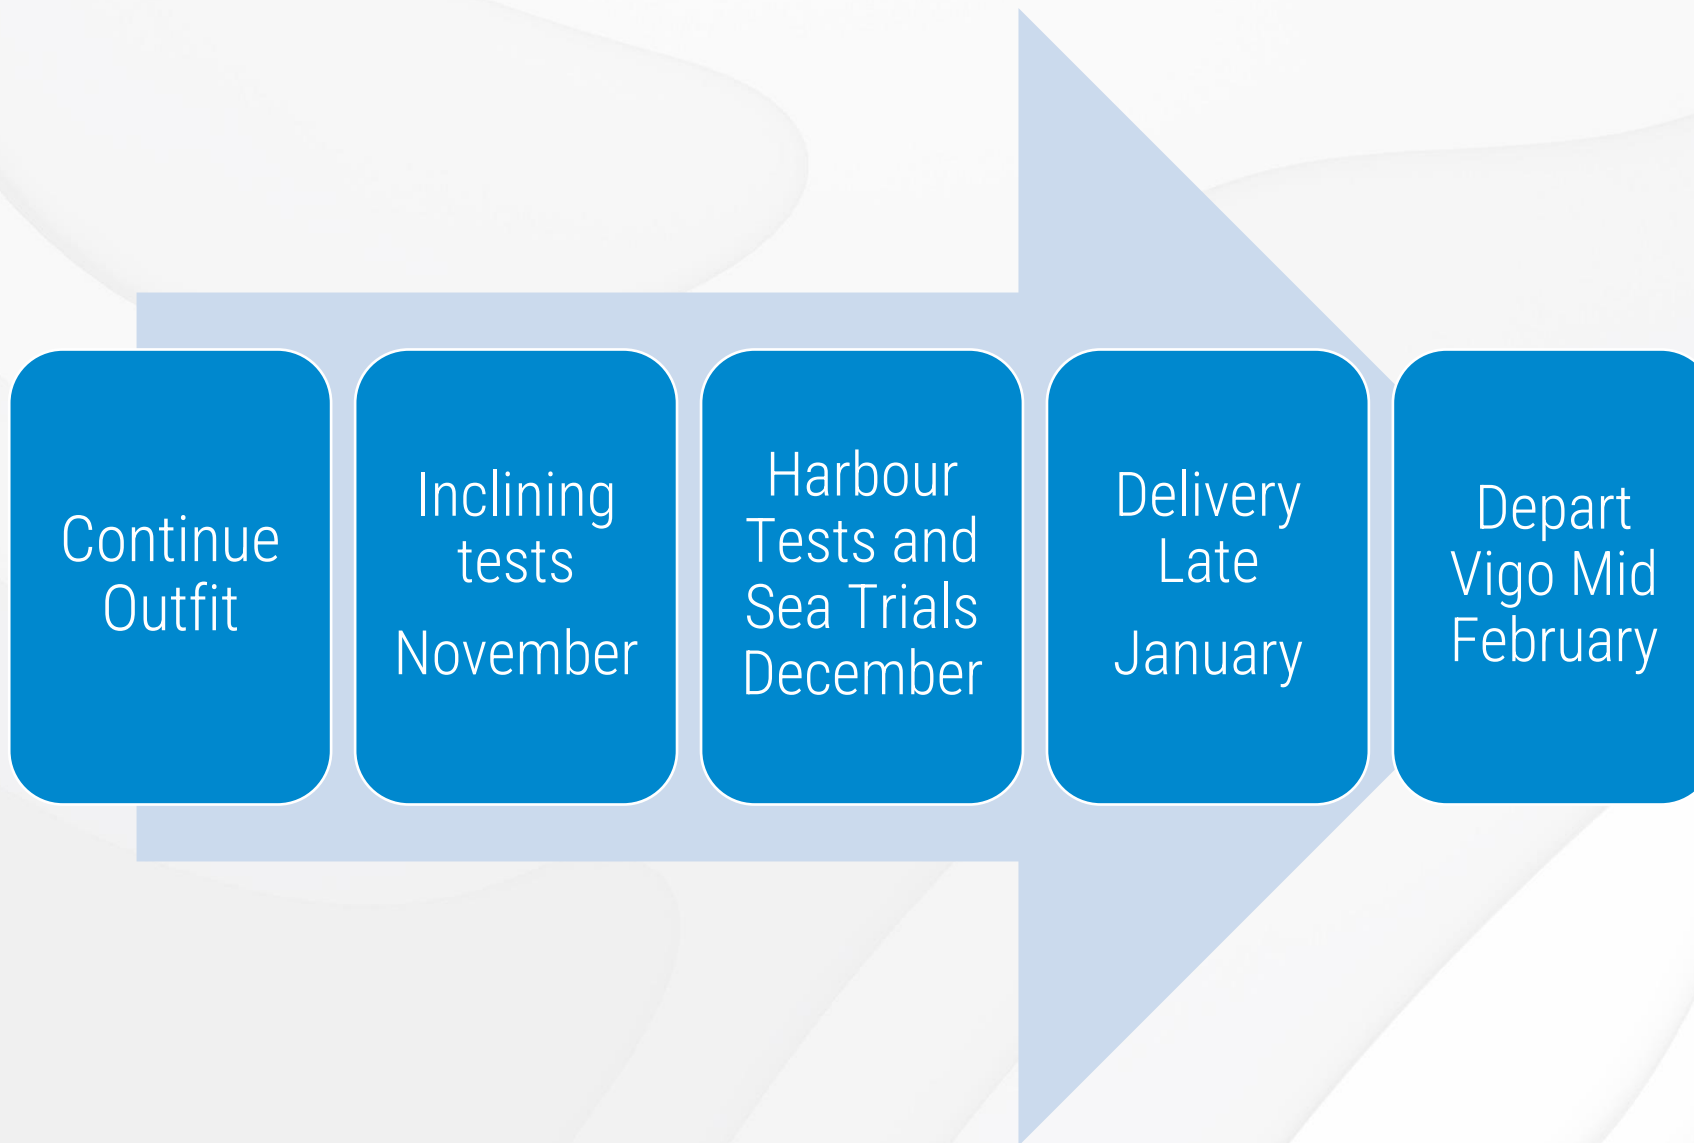 Continue
Outfit
Inclining
tests
November
Harbour
Tests and
Sea Trials
December
Delivery
Late
January
Depart
Vigo Mid
February